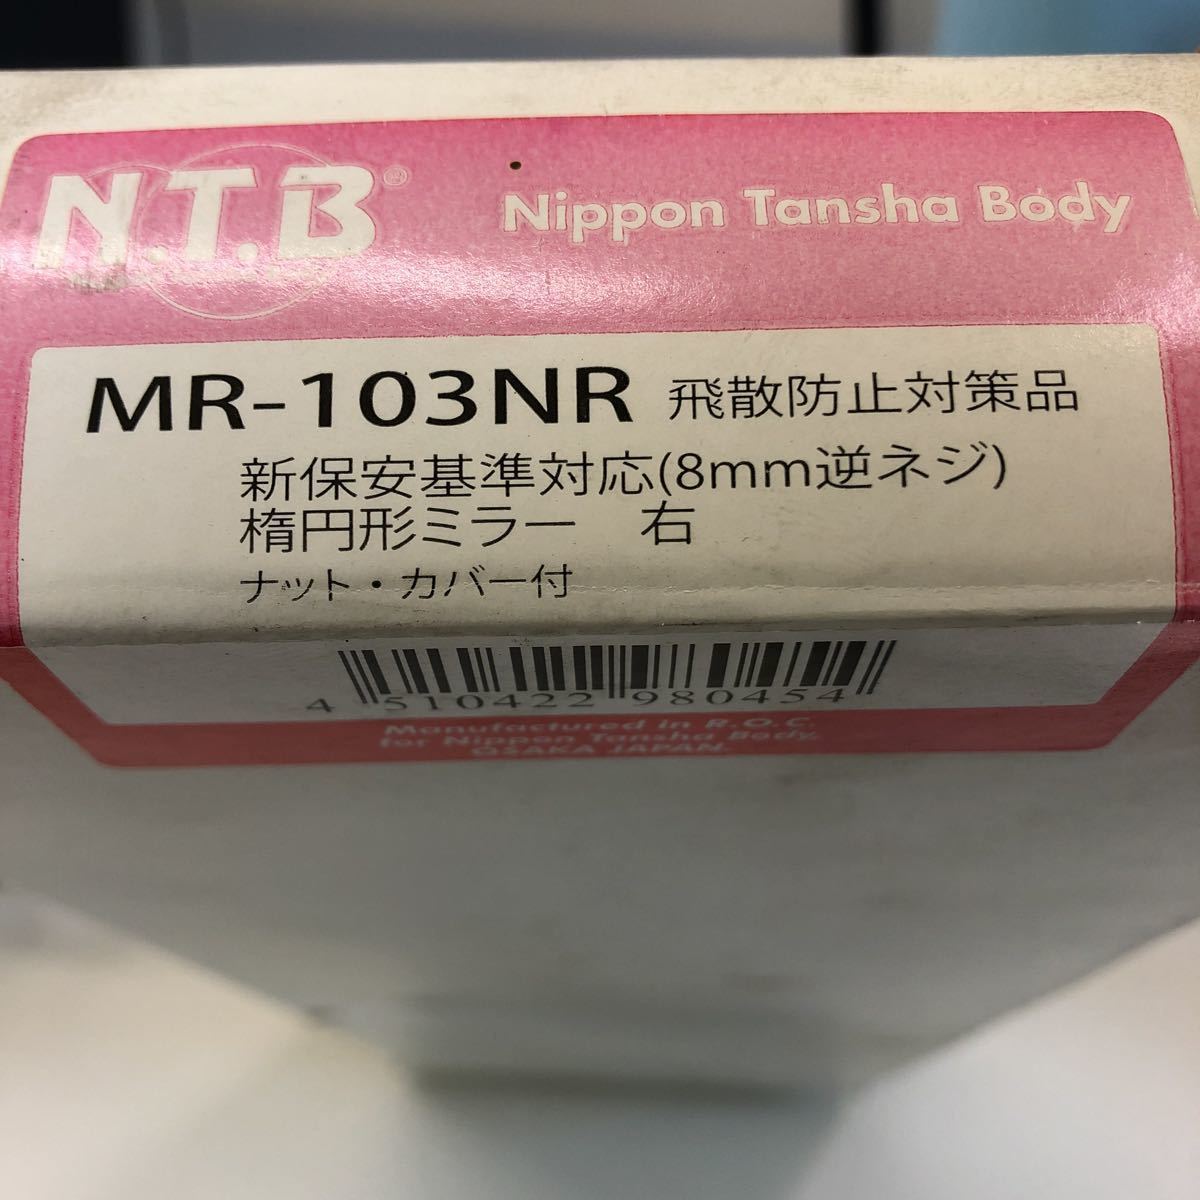 N.T.B®
Nippon Tansha Body
MR-103NR 飛散防止対策品
新保安基準対応(8mm逆ネジ)
楕円形ミラー 右
ナット・カバー付
4 510422 980454
Manufactured in R.O.C.
for Nippon Tansha Body.
OSAKA JAPAN.